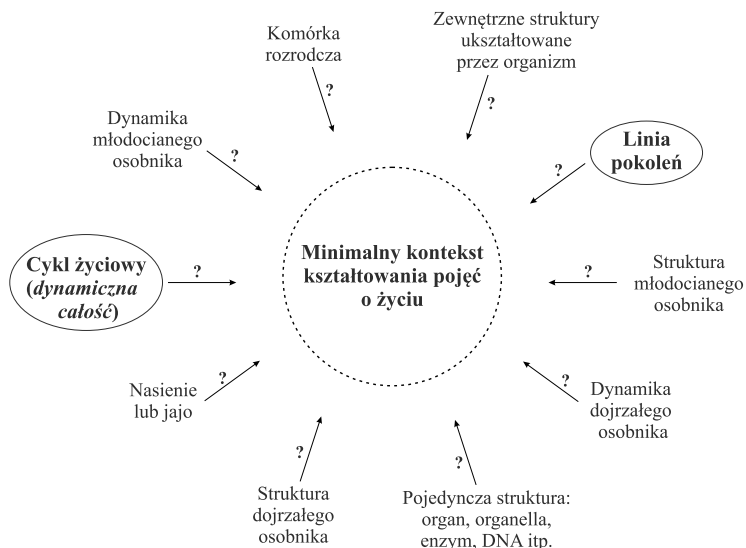 Komórka
rozrodcza
?
Zewnętrzne struktury
ukształtowane
przez organizm
?
Dynamika
młodocianego
osobnika
?
Linia
pokoleń
?
Cykl życiowy
(dynamiczna
całość)
?
Minimalny kontekst
kształtowania pojęć
o życiu
Struktura
młodocianego
osobnika
?
Nasienie
lub jajo
?
Dynamika
dojrzałego
osobnika
?
Struktura
dojrzałego
osobnika
?
Pojedyncza struktura:
organ, organella,
enzym, DNA itp.
?